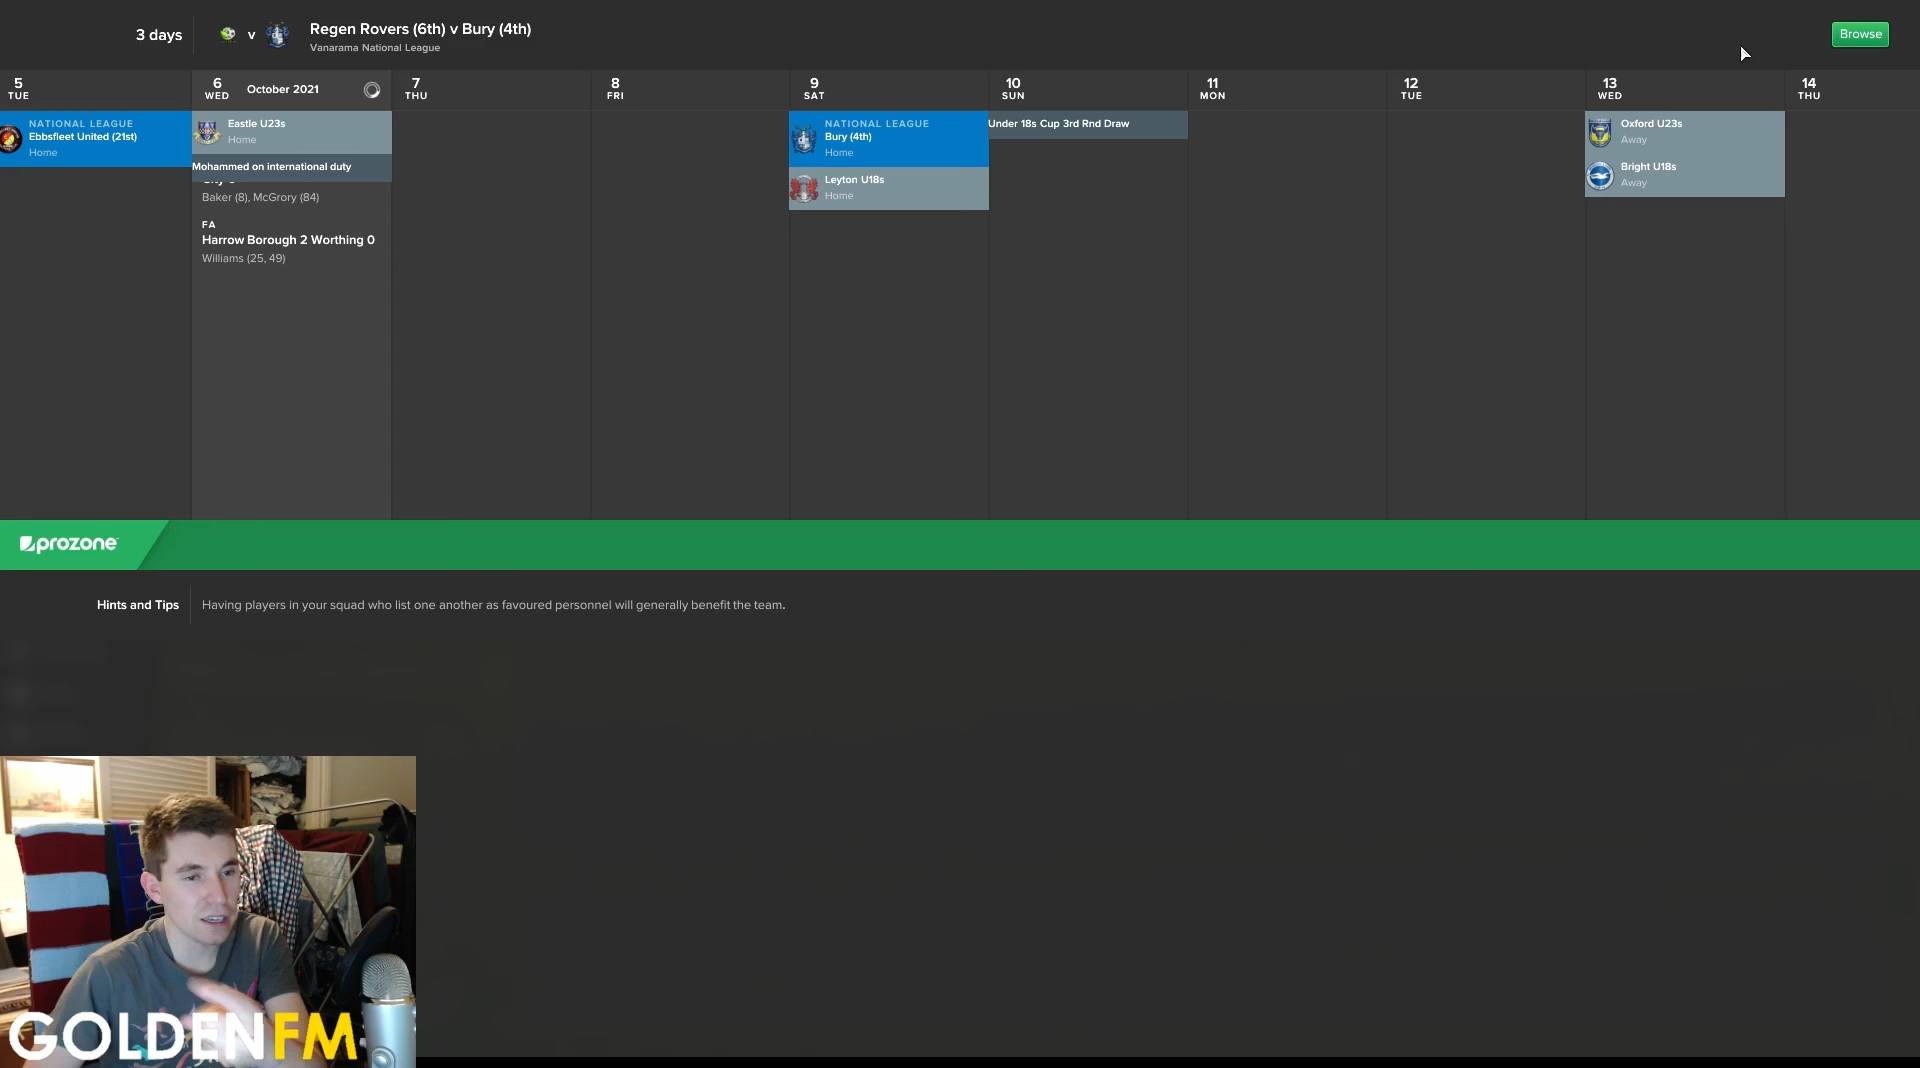 3 days
v
Regen Rovers (6th) v Bury (4th)
Vanarama National League
Browse
5
TUE
6
WED
October 2021
7
THU
8
FRI
9
SAT
10
SUN
11
MON
12
TUE
13
WED
14
THU
NATIONAL LEAGUE
Ebbsfleet United (21st)
Home
Eastle U23s
Home
Mohammed on international duty
Baker (8), McGrory (84)
FA
Harrow Borough 2 Worthing 0
Williams (25, 49)
NATIONAL LEAGUE
Bury (4th)
Home
Leyton U18s
Home
Under 18s Cup 3rd Rnd Draw
Oxford U23s
Away
Bright U18s
Away
prozone
Hints and Tips
Having players in your squad who list one another as favoured personnel will generally benefit the team.
GOLDENFM